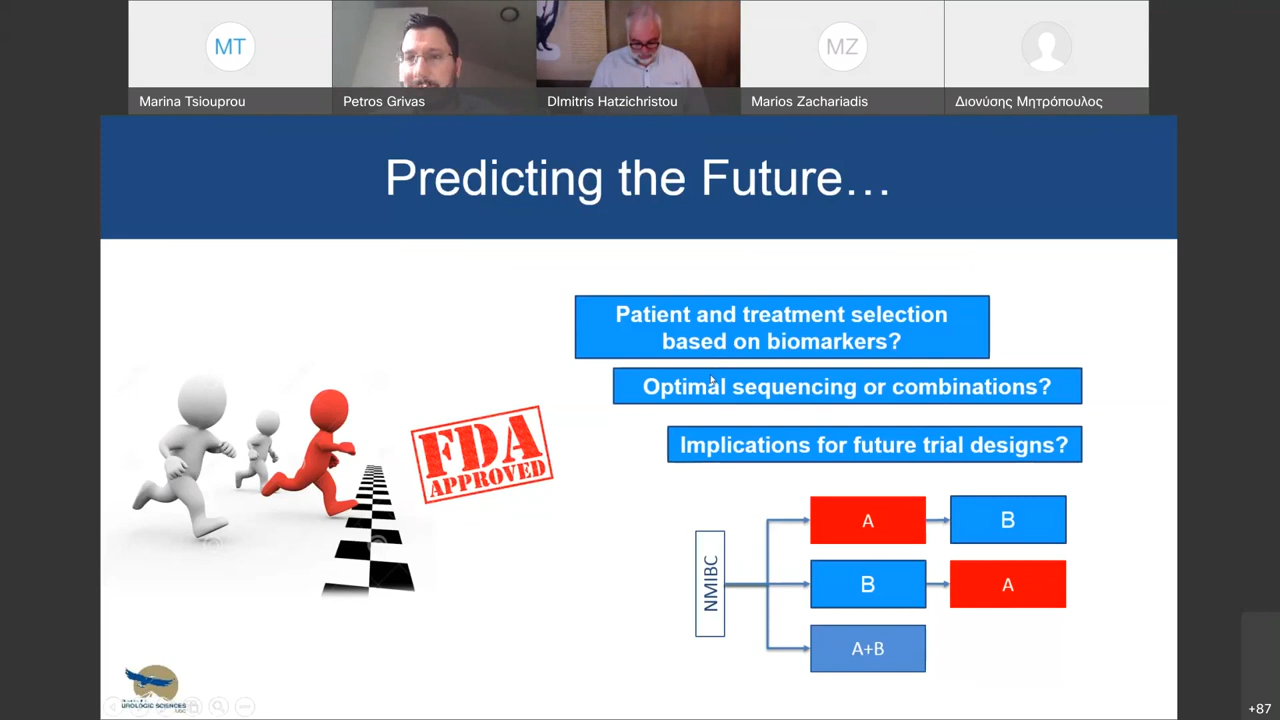 MT
MZ
Marina Tsiouprou
Petros Grivas
DImitris Hatzichristou
Marios Zachariadis
Διονύσης Μητρόπουλος
Predicting the Future…
Patient and treatment selection
based on biomarkers?
Optimal sequencing or combinations?
Implications for future trial designs?
FDA
APPROVED
NMIBC
A
B
B
A
A+B
UROLOGIC SCIENCES
+87